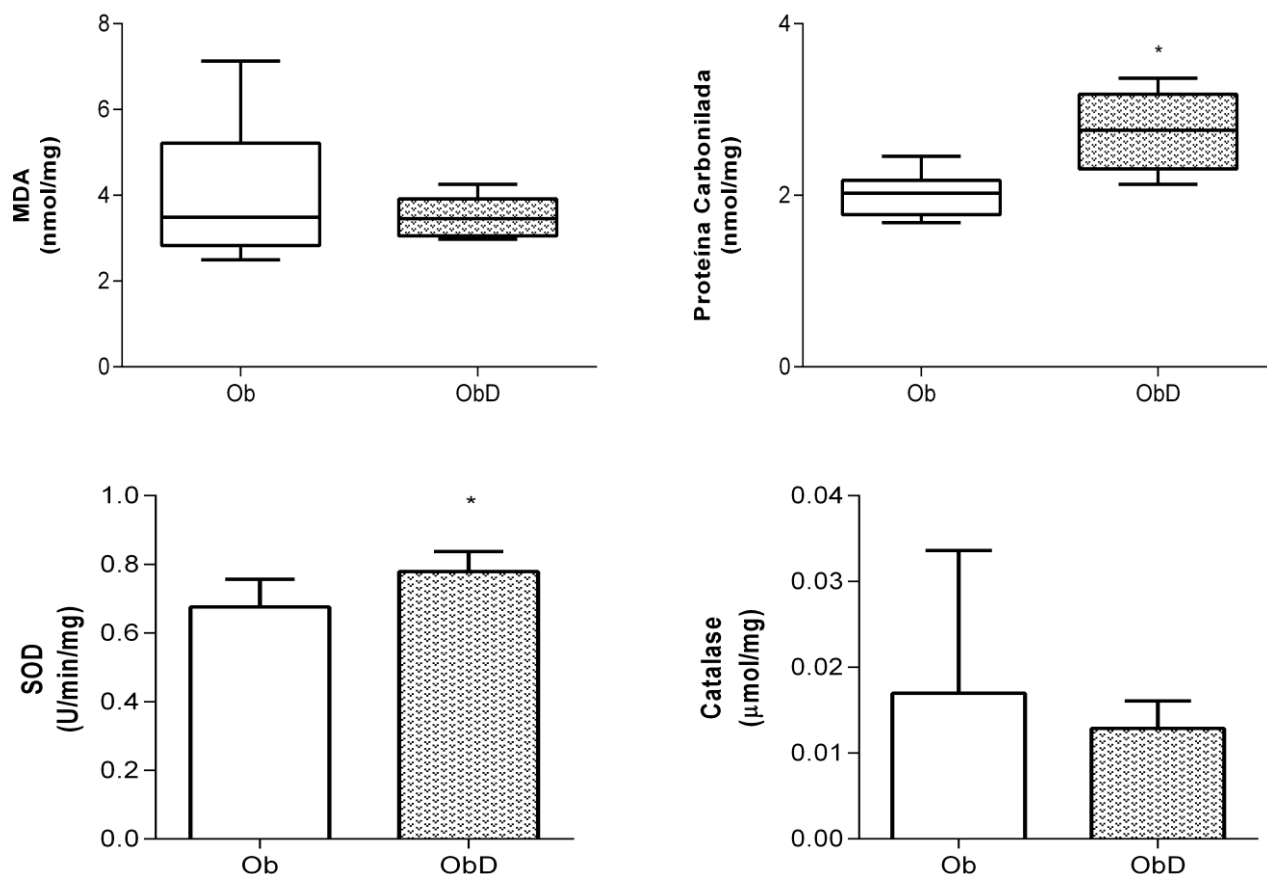 MDA
(nmol/mg)
8
6
4
2
0
Ob
ObD
Proteína Carbonilada
(nmol/mg)
4
2
0
*
Ob
ObD
SOD
(U/min/mg)
1.0
0.8
0.6
0.4
0.2
0.0
*
Ob
ObD
Catalase
(μmol/mg)
0.04
0.03
0.02
0.01
0.00
Ob
ObD